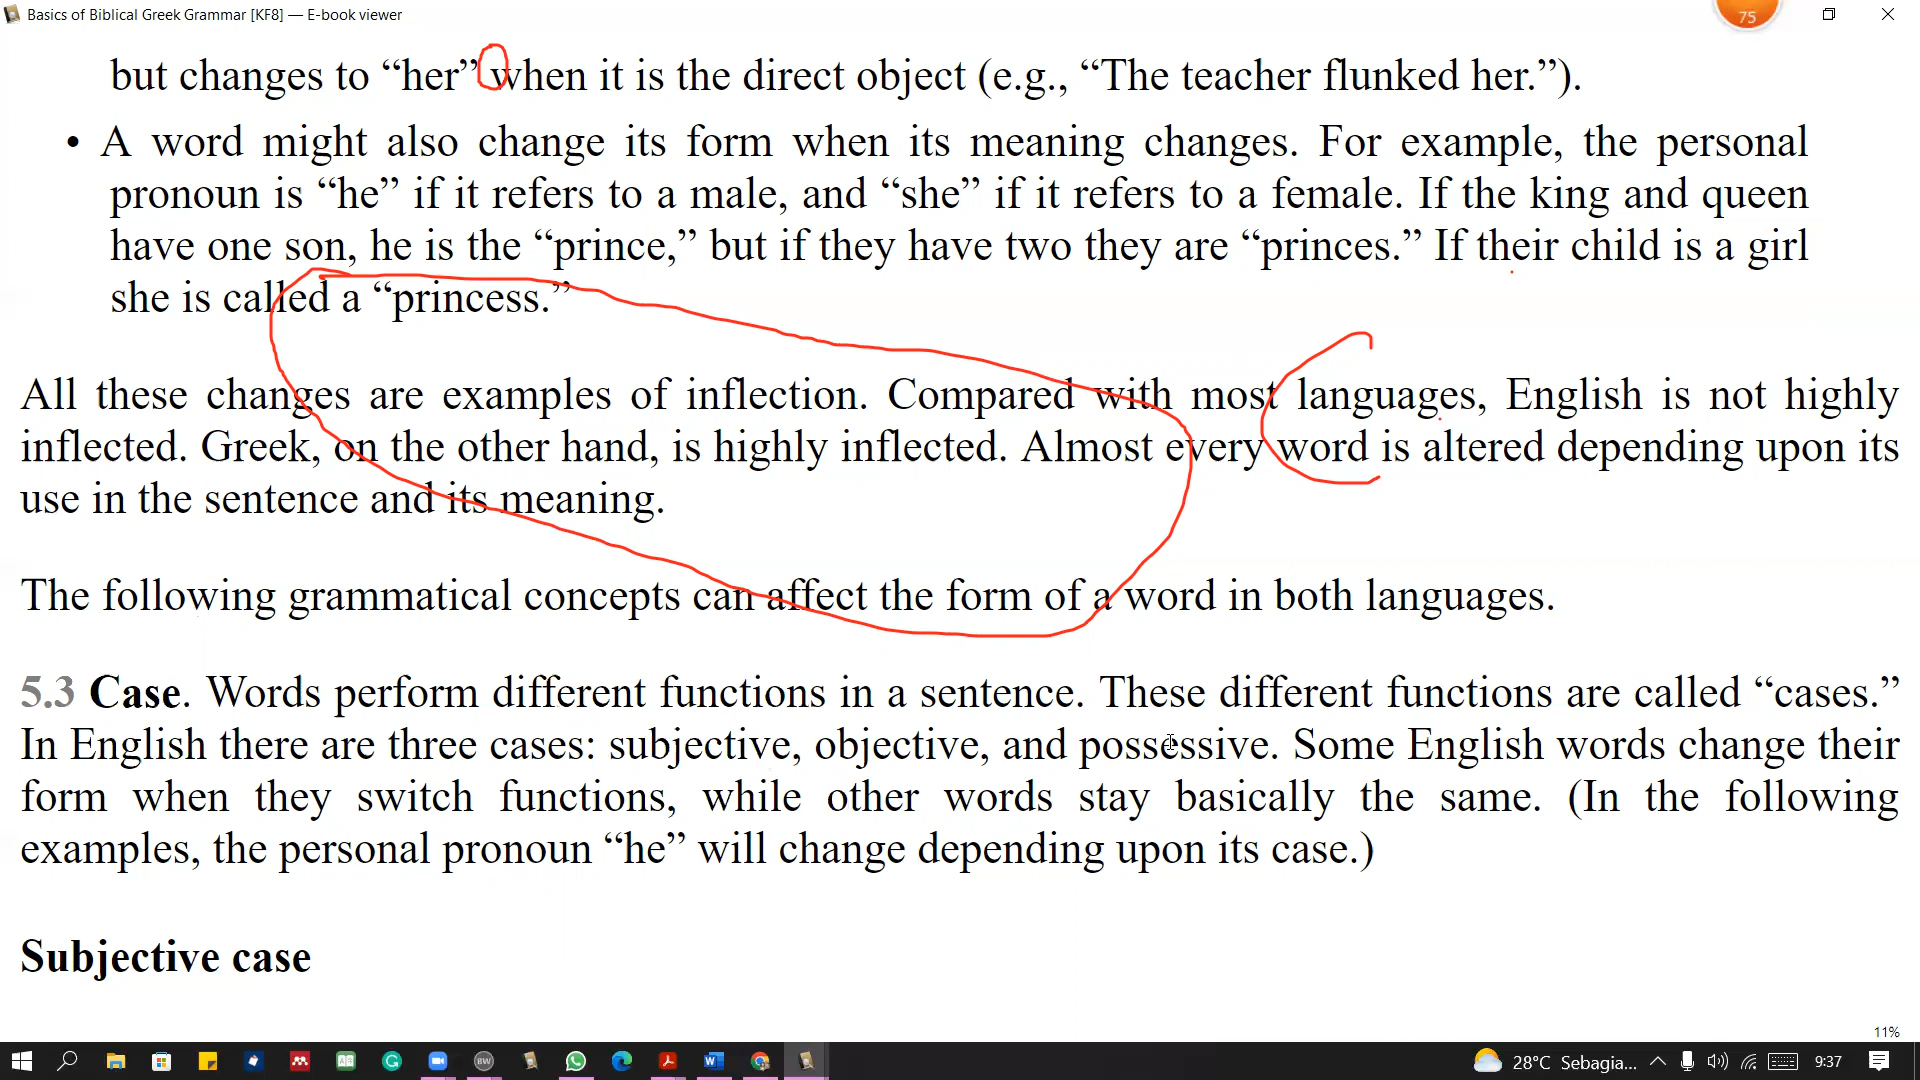 Basics of Biblical Greek Grammar [KF8] — E-book viewer
75
but changes to “her” when it is the direct object (e.g., “The teacher flunked her.”).
• A word might also change its form when its meaning changes. For example, the personal
pronoun is “he” if it refers to a male, and “she” if it refers to a female. If the king and queen
have one son, he is the “prince,” but if they have two they are “princes.” If their child is a girl
she is called a “princess.”
All these changes are examples of inflection. Compared with most languages, English is not highly
inflected. Greek, on the other hand, is highly inflected. Almost every word is altered depending upon its
use in the sentence and its meaning.
The following grammatical concepts can affect the form of a word in both languages.
5.3 Case. Words perform different functions in a sentence. These different functions are called “cases.”
In English there are three cases: subjective, objective, and possessive. Some English words change their
form when they switch functions, while other words stay basically the same. (In the following
examples, the personal pronoun “he” will change depending upon its case.)
Subjective case
11%
BW
28°C Sebagia... 9:37